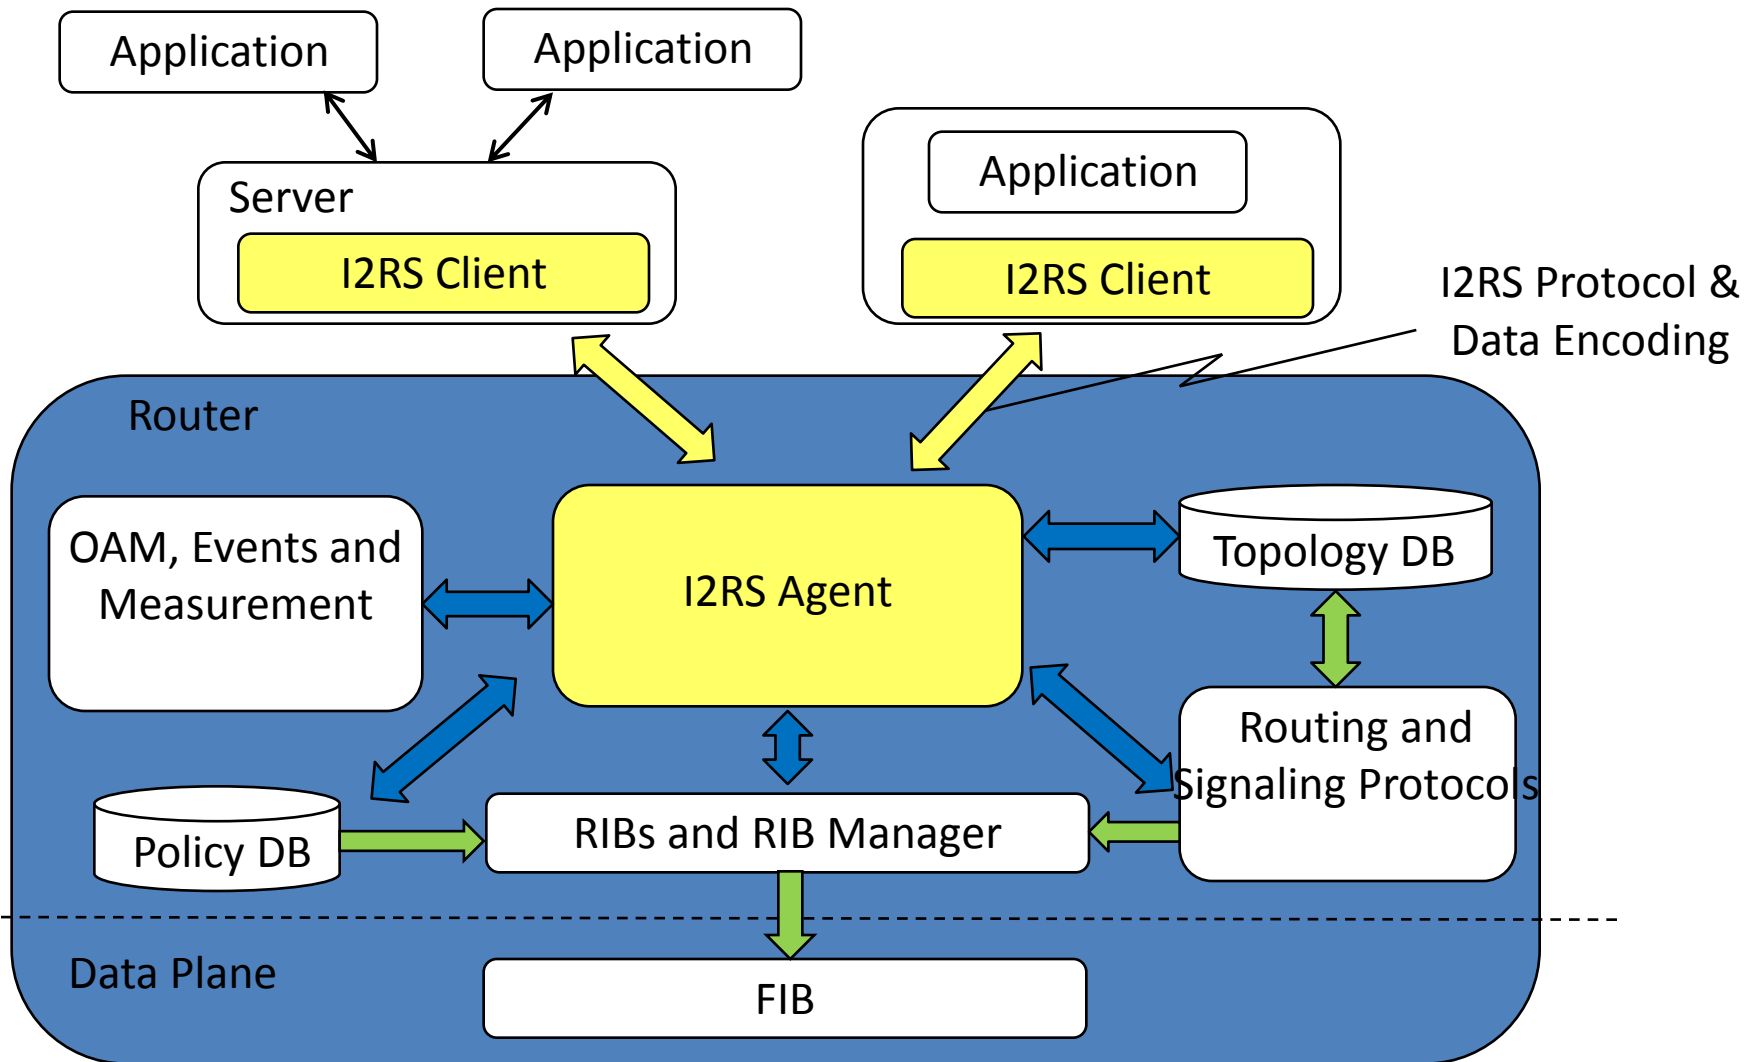 Application
Application
Application
Server
I2RS Client
I2RS Client
I2RS Protocol &
Data Encoding
Router
OAM, Events and
Measurement
I2RS Agent
Topology DB
Routing and
Signaling Protocols
Policy DB
RIBs and RIB Manager
Data Plane
FIB